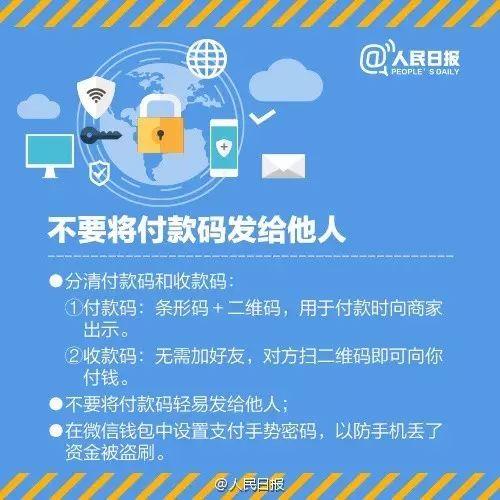 @人民日报
PEOPLE'S DAILY
不要将付款码发给他人
●分清付款码和收款码：
①付款码：条形码＋二维码，用于付款时向商家
出示。
②收款码：无需加好友，对方扫二维码即可向你
付钱。
●不要将付款码轻易发给他人；
●在微信钱包中设置支付手势密码，以防手机丢了
资金被盗刷。
@人民日报